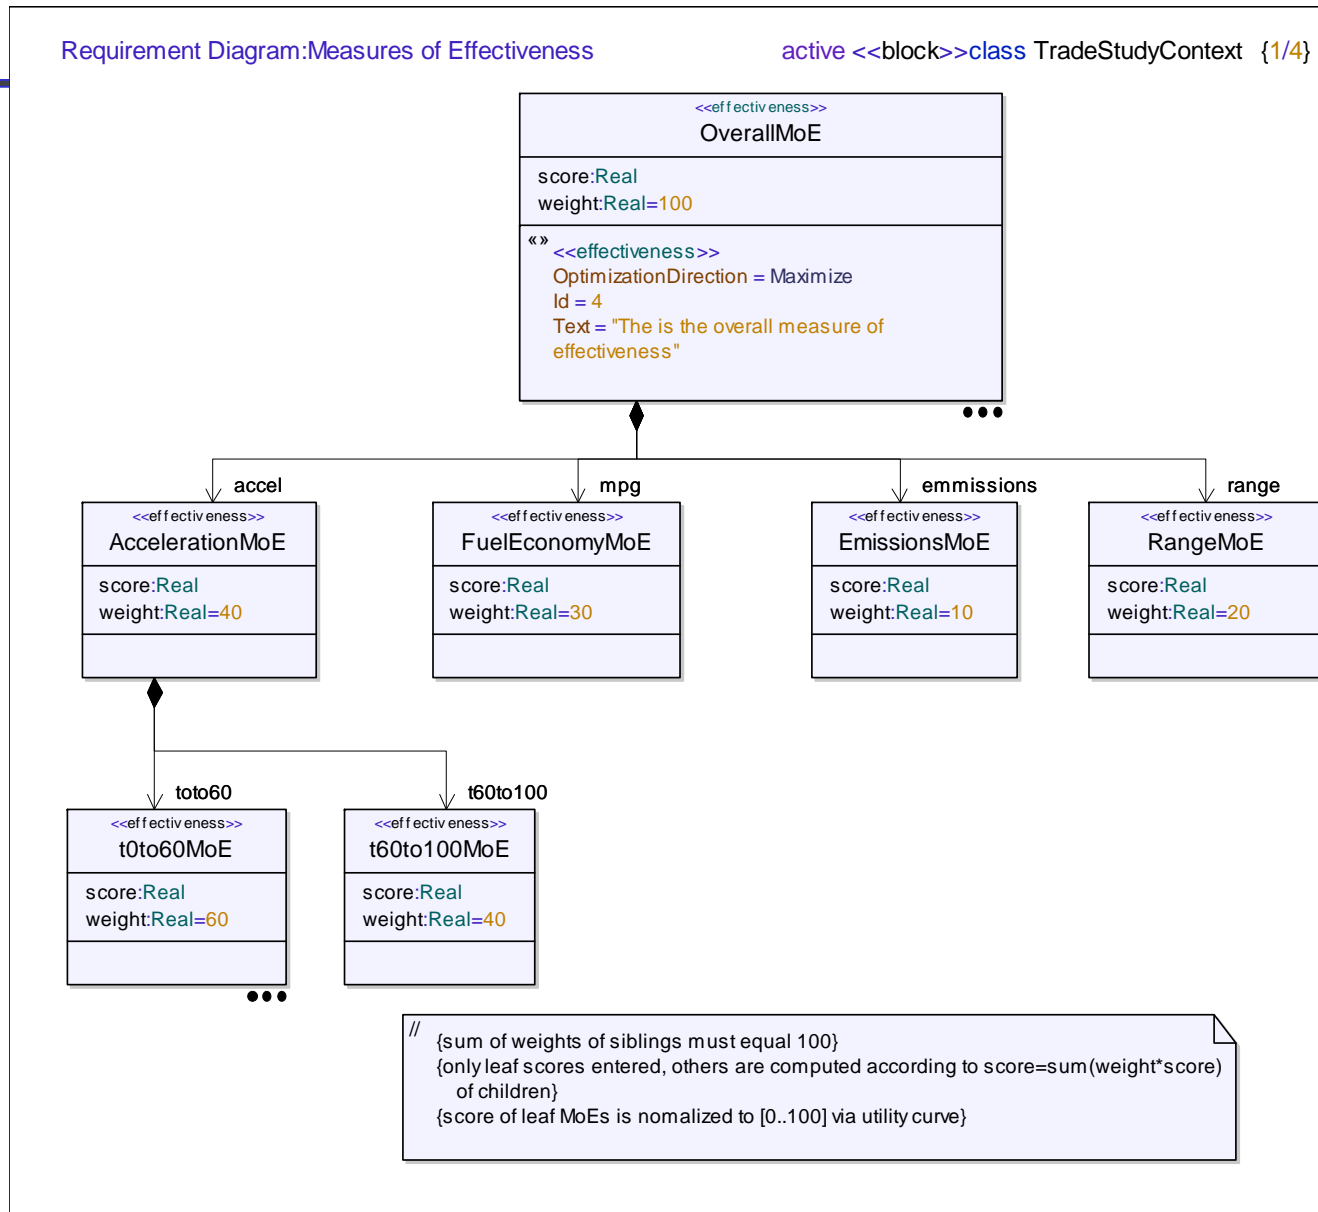 Requirement Diagram:Measures of Effectiveness
active <<block>>class TradeStudyContext {1/4}
<<effectiveness>>
OverallMoE
score:Real
weight:Real=100
«» <<effectiveness>>
OptimizationDirection = Maximize
Id = 4
Text = "The is the overall measure of
effectiveness"
accel
mpg
emmissions
range
<<effectiveness>>
AccelerationMoE
score:Real
weight:Real=40
<<effectiveness>>
FuelEconomyMoE
score:Real
weight:Real=30
<<effectiveness>>
EmissionsMoE
score:Real
weight:Real=10
<<effectiveness>>
RangeMoE
score:Real
weight:Real=20
toto60
t60to100
<<effectiveness>>
t0to60MoE
score:Real
weight:Real=60
<<effectiveness>>
t60to100MoE
score:Real
weight:Real=40
//
{sum of weights of siblings must equal 100}
{only leaf scores entered, others are computed according to score=sum(weight*score)
of children}
{score of leaf MoEs is nomalized to [0..100] via utility curve}